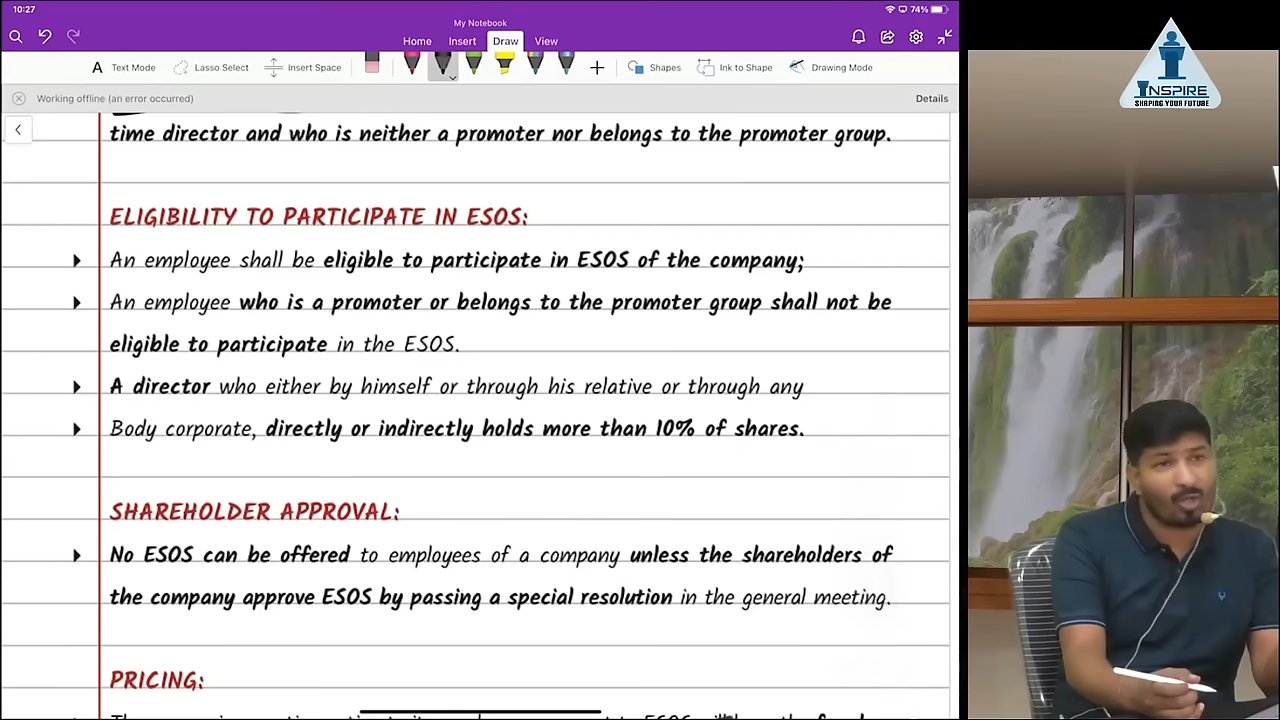 10:27
74%
My Notebook
Home Insert Draw View
Text Mode Lasso Select Insert Space Shapes Ink to Shape Drawing Mode
Working offline (an error occurred) Details
time director and who is neither a promoter nor belongs to the promoter group.
ELIGIBILITY TO PARTICIPATE IN ESOS:
An employee shall be eligible to participate in ESOS of the company;
An employee who is a promoter or belongs to the promoter group shall not be
eligible to participate in the ESOS.
A director who either by himself or through his relative or through any
Body corporate, directly or indirectly holds more than 10% of shares.
SHAREHOLDER APPROVAL:
No ESOS can be offered to employees of a company unless the shareholders of
the company approve ESOS by passing a special resolution in the general meeting.
PRICING:
INSPIRE
SHAPING YOUR FUTURE